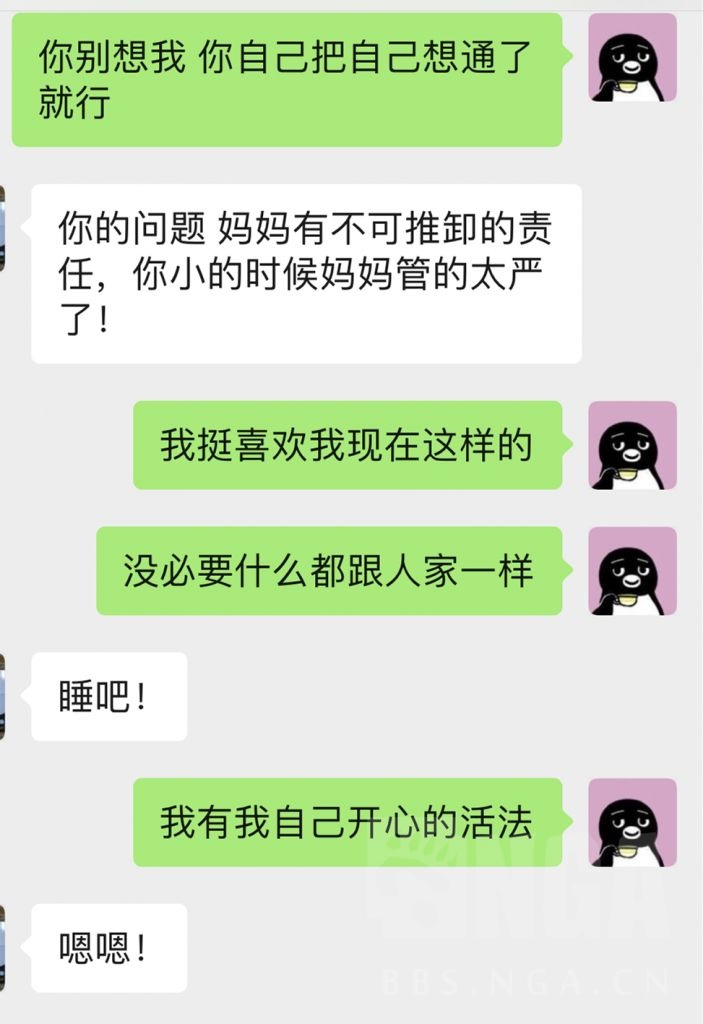 你别想我 你自己把自己想通了
就行
你的问题 妈妈有不可推卸的责
任，你小的时候妈妈管的太严
了！
我挺喜欢我现在这样的
没必要什么都跟人家一样
睡吧！
我有我自己开心的活法
嗯嗯！
NGA
BBS.NGA.CN